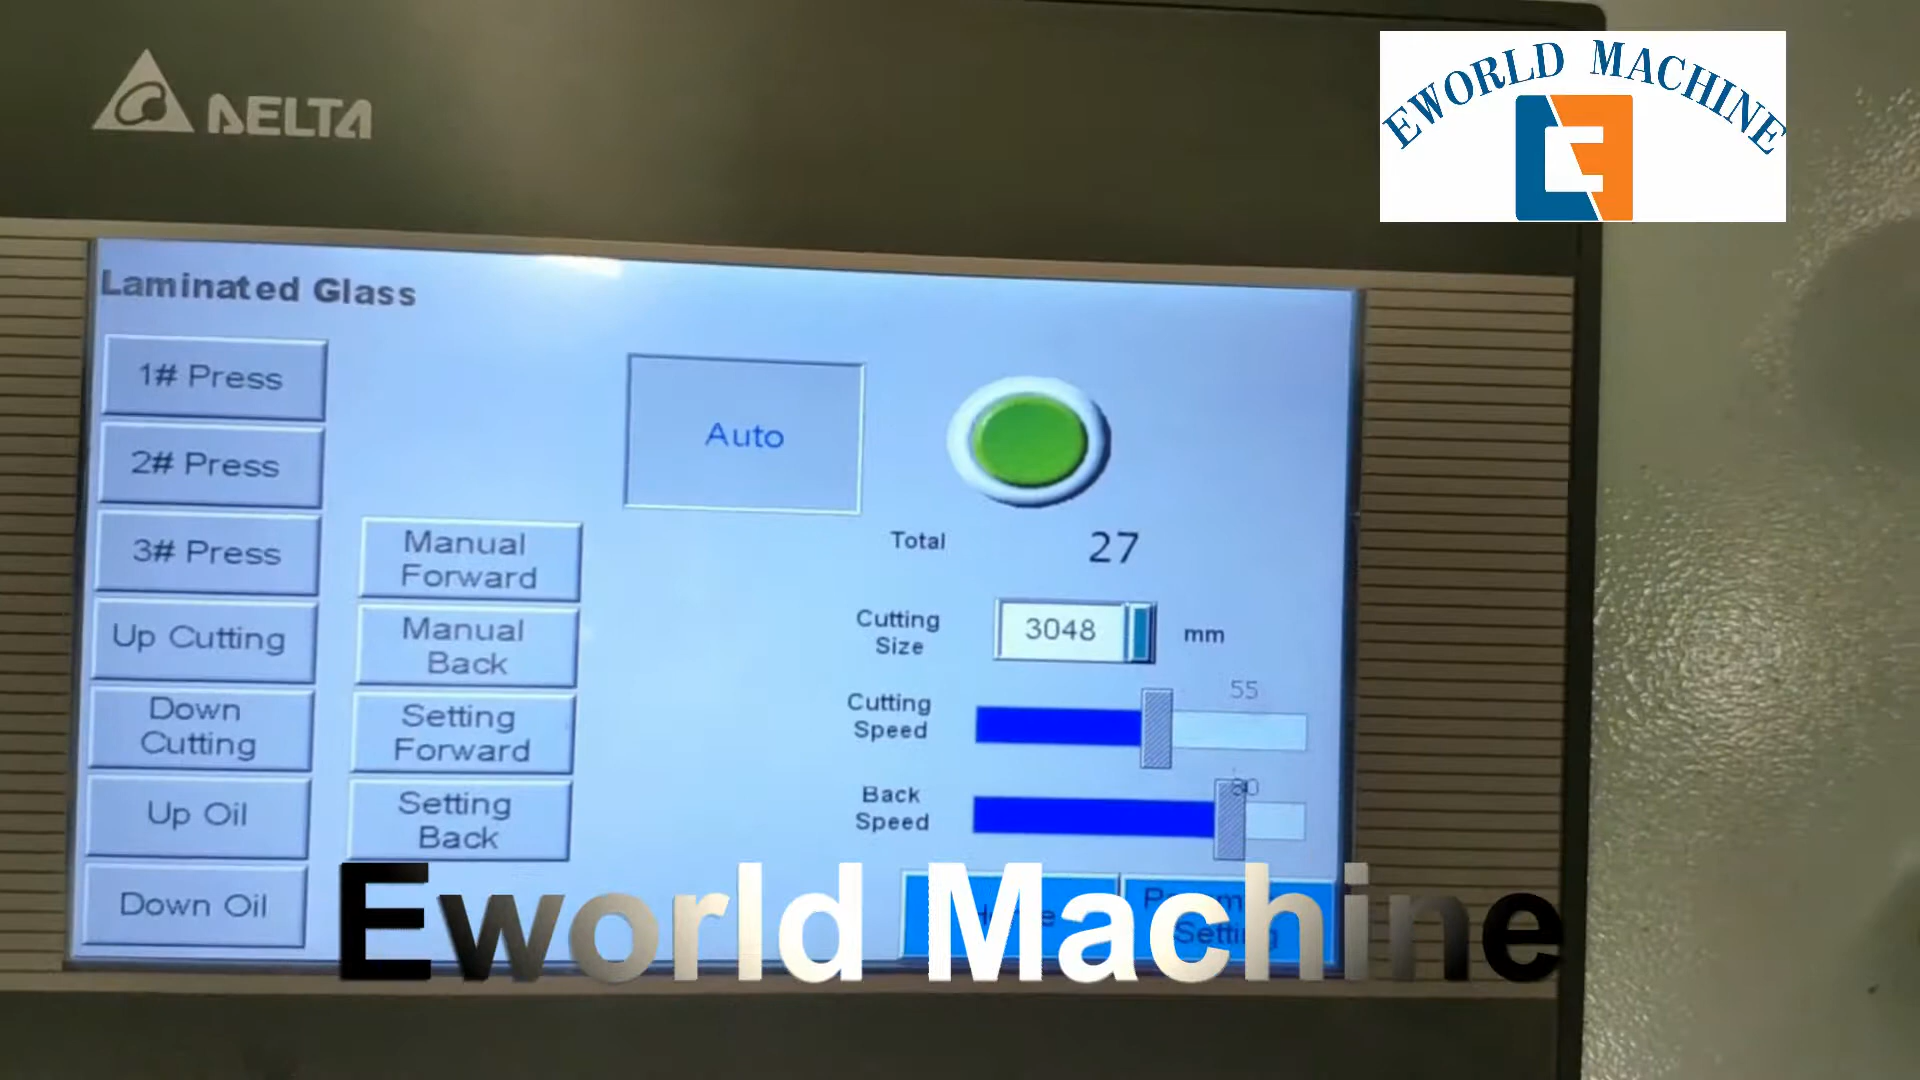 DELTA
EWORLD MACHINE
Laminated Glass
1# Press
2# Press
3# Press
Up Cutting
Down
Cutting
Up Oil
Down Oil
Manual
Forward
Manual
Back
Setting
Forward
Setting
Back
Auto
Total
27
Cutting
Size
3048
mm
Cutting
Speed
55
Back
Speed
Setting
Eworld Machine